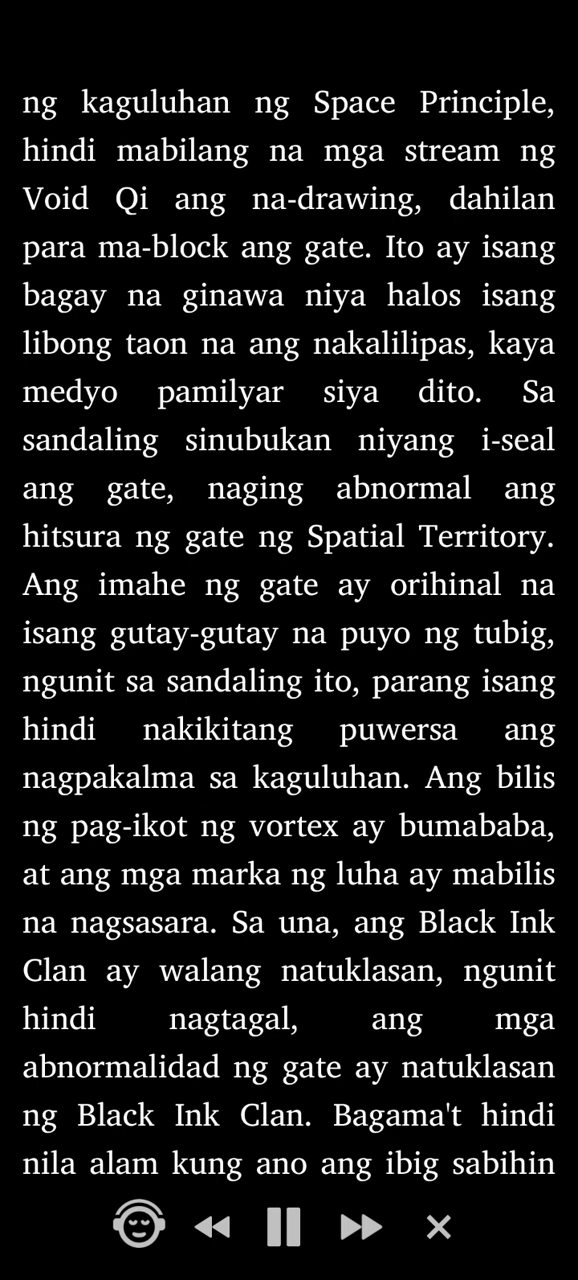 ng kaguluhan ng Space Principle,
hindi mabilang na mga stream ng
Void Qi ang na-drawing, dahilan
para ma-block ang gate. Ito ay isang
bagay na ginawa niya halos isang
libong taon na ang nakalilipas, kaya
medyo pamilyar siya dito. Sa
sandaling sinubukan niyang i-seal
ang gate, naging abnormal ang
hitsura ng gate ng Spatial Territory.
Ang imahe ng gate ay orihinal na
isang gutay-gutay na puyo ng tubig,
ngunit sa sandaling ito, parang isang
hindi nakikitang puwersa ang
nagpakalma sa kaguluhan. Ang bilis
ng pag-ikot ng vortex ay bumababa,
at ang mga marka ng luha ay mabilis
na nagsasara. Sa una, ang Black Ink
Clan ay walang natuklasan, ngunit
hindi nagtagal, ang mga
abnormalidad ng gate ay natuklasan
ng Black Ink Clan. Bagama't hindi
nila alam kung ano ang ibig sabihin